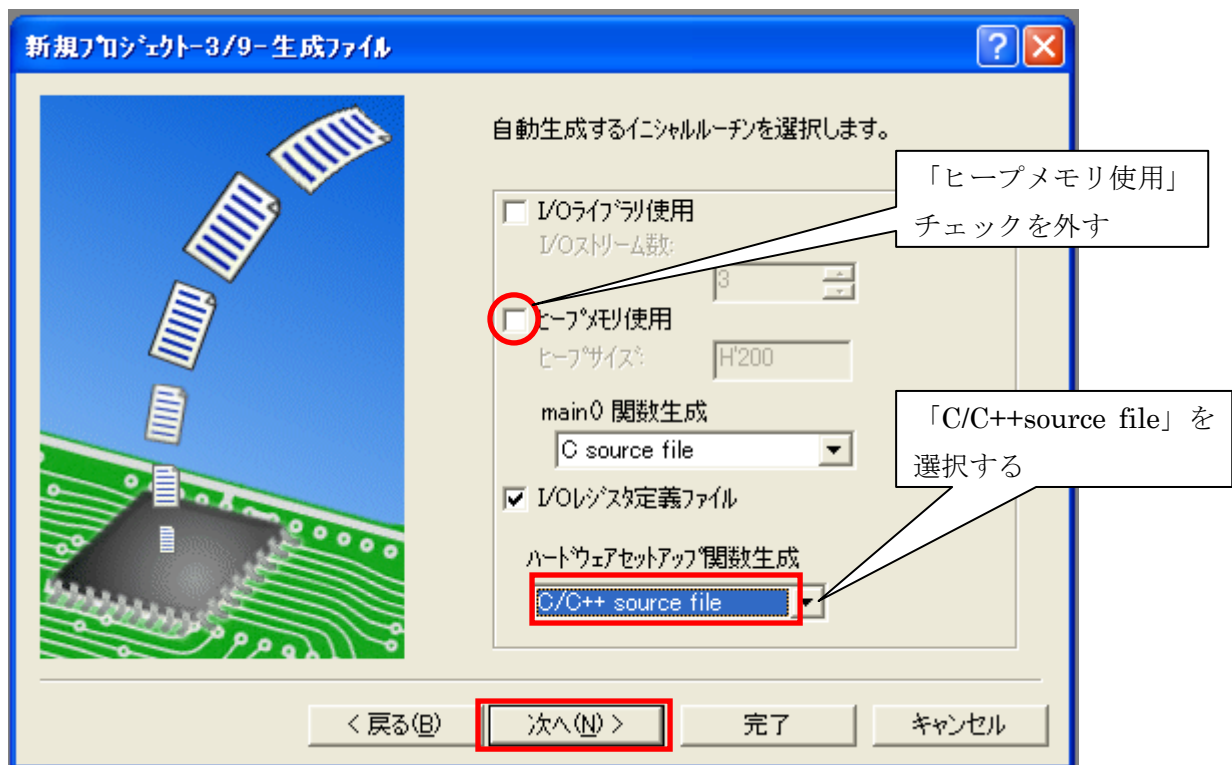 新規ﾌﾟﾛｼﾞｪｸﾄ-3/9-生成ﾌｧｲﾙ
自動生成するｲﾆｼｬﾙﾙｰﾁﾝを選択します。
「ヒープメモリ使用」
チェックを外す
I/Oﾗｲﾌﾞﾗﾘ使用
I/Oｽﾄﾘｰﾑ数:
3
ﾋｰﾌﾟﾒﾓﾘ使用
ﾋｰﾌﾟｻｲｽﾞ:
H'200
main() 関数生成
C source file
「C/C++source file」を
選択する
I/Oﾚｼﾞｽﾀ定義ﾌｧｲﾙ
ﾊｰﾄﾞｳｪｱｾｯﾄｱｯﾌﾟ関数生成
C/C++ source file
< 戻る(B)
次へ(N) >
完了
キャンセル